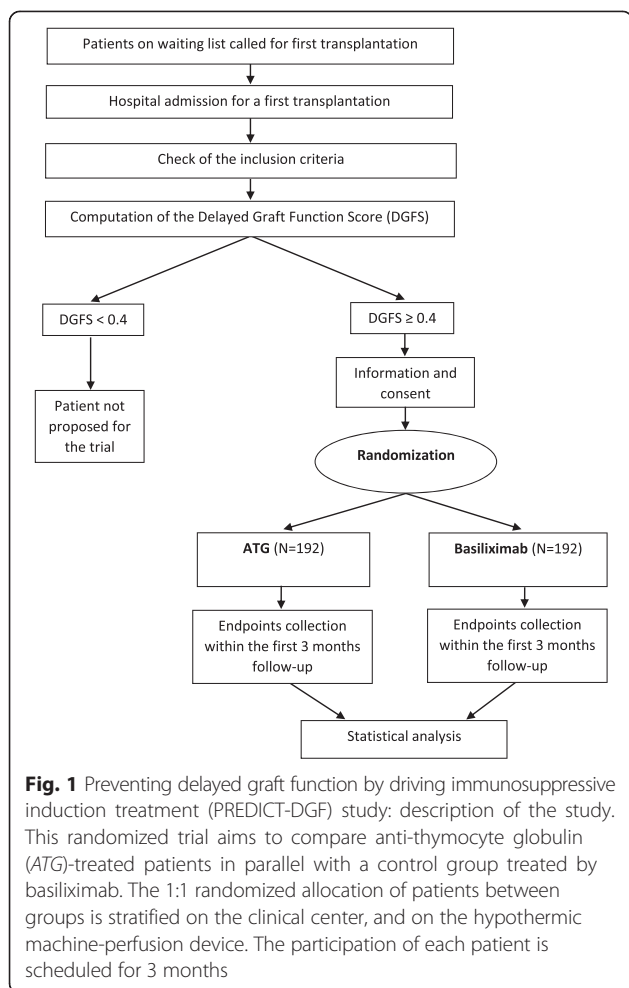 Patients on waiting list called for first transplantation
Hospital admission for a first transplantation
Check of the inclusion criteria
Computation of the Delayed Graft Function Score (DGFS)
DGFS < 0.4
DGFS ≥ 0.4
Patient not
proposed for
the trial
Information and
consent
Randomization
ATG (N=192)
Basiliximab (N=192)
Endpoints collection
within the first 3 months
follow-up
Endpoints collection
within the first 3 months
follow-up
Statistical analysis
Fig. 1 Preventing delayed graft function by driving immunosuppressive
induction treatment (PREDICT-DGF) study: description of the study.
This randomized trial aims to compare anti-thymocyte globulin
(ATG)-treated patients in parallel with a control group treated by
basiliximab. The 1:1 randomized allocation of patients between
groups is stratified on the clinical center, and on the hypothermic
machine-perfusion device. The participation of each patient is
scheduled for 3 months